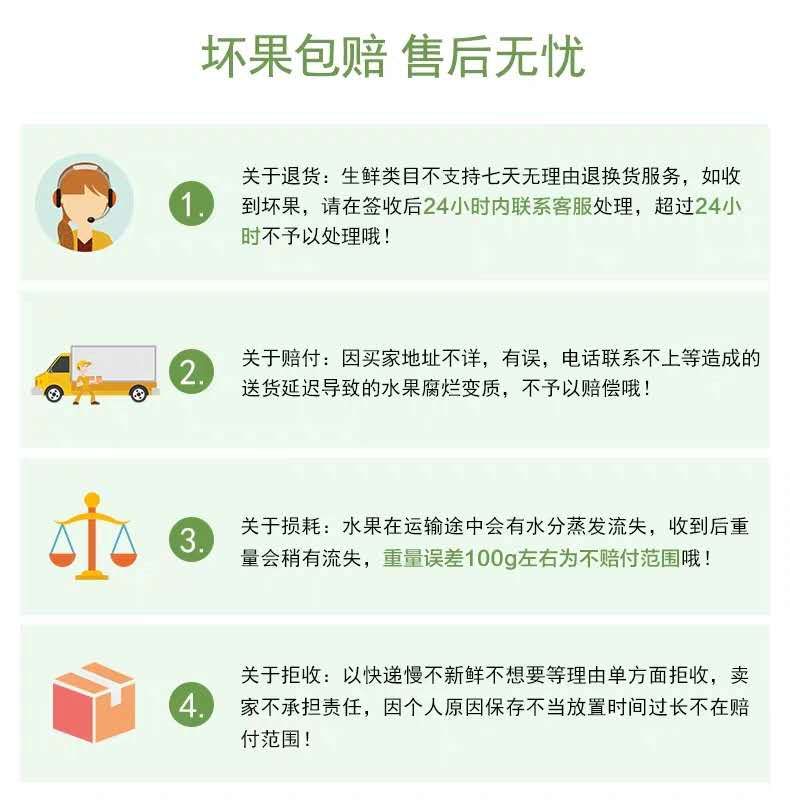 坏果包赔 售后无忧
1.
关于退货：生鲜类目不支持七天无理由退换货服务，如收
到坏果，请在签收后24小时内联系客服处理，超过24小
时不予以处理哦！
2.
关于赔付：因买家地址不详，有误，电话联系不上等造成的
送货延迟导致的水果腐烂变质，不予以赔偿哦！
3.
关于损耗：水果在运输途中会有水分蒸发流失，收到后重
量会稍有流失，重量误差100g左右为不赔付范围哦！
4.
关于拒收：以快递慢不新鲜不想要等理由单方面拒收，卖
家不承担责任，因个人原因保存不当放置时间过长不在赔
付范围！